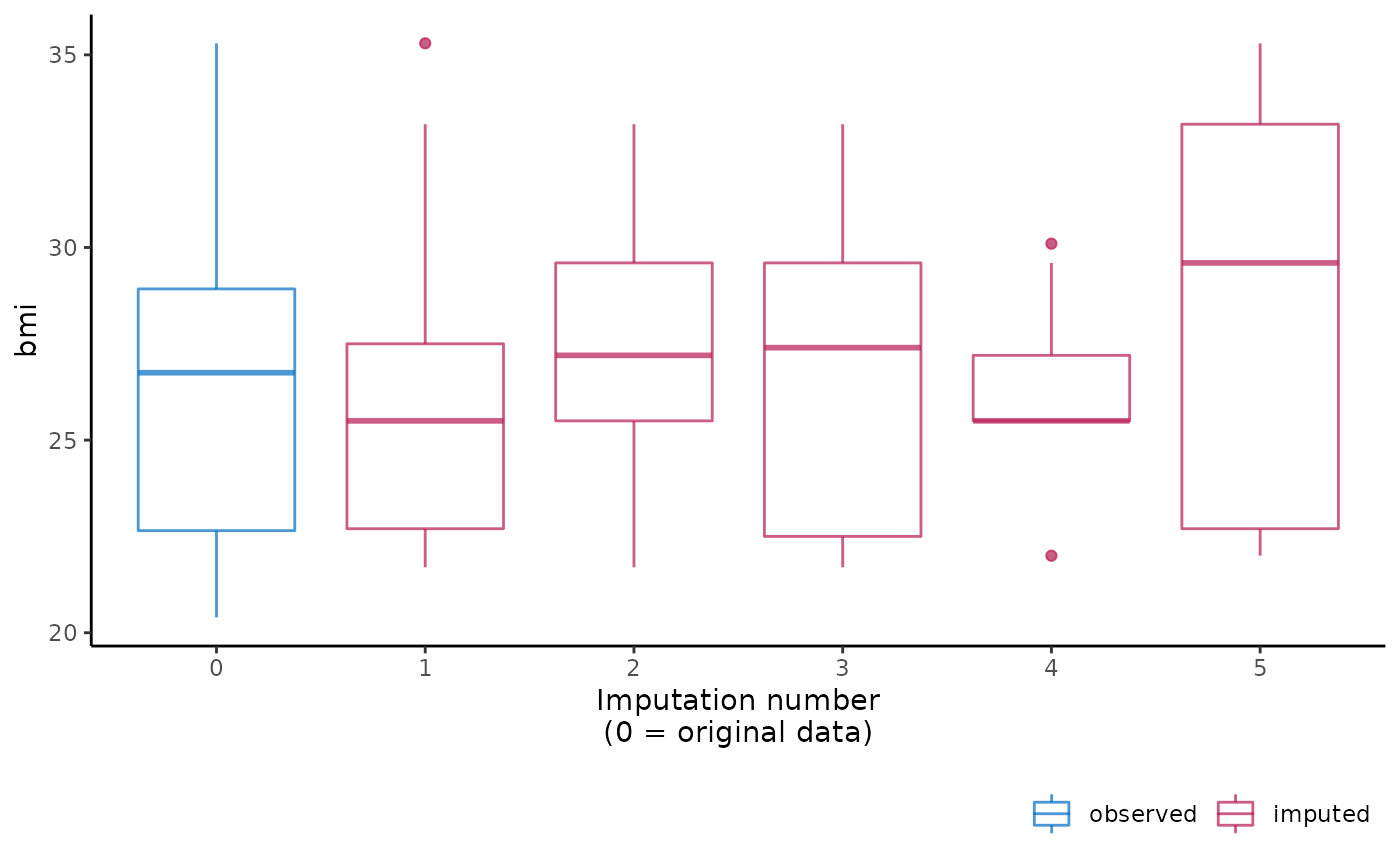 35
30
25
20
bmi
0 1 2 3 4 5
Imputation number
(0 = original data)
observed imputed